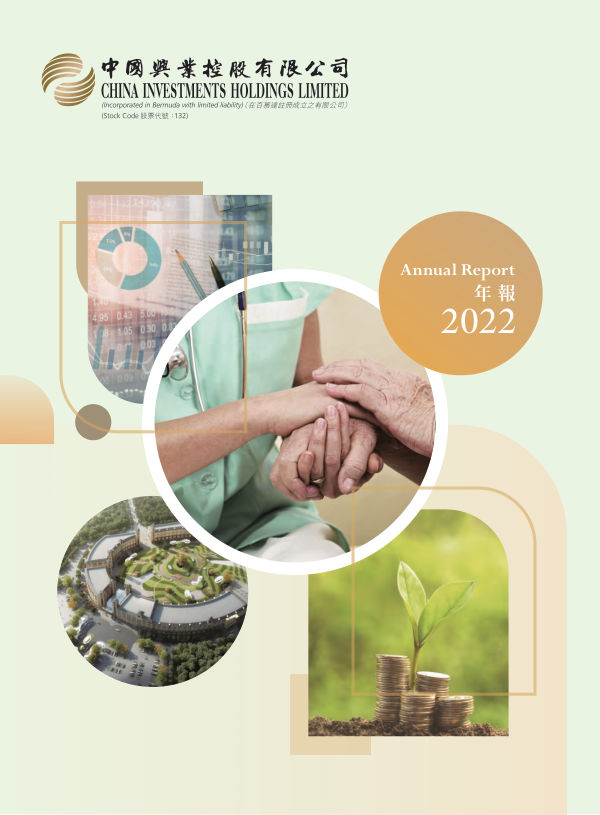 中國興業控股有限公司
CHINA INVESTMENTS HOLDINGS LIMITED
(Incorporated in Bermuda with limited liability)（在百慕達註冊成立之有限公司）
(Stock Code 股票代號：132)
Annual Report
年報
2022